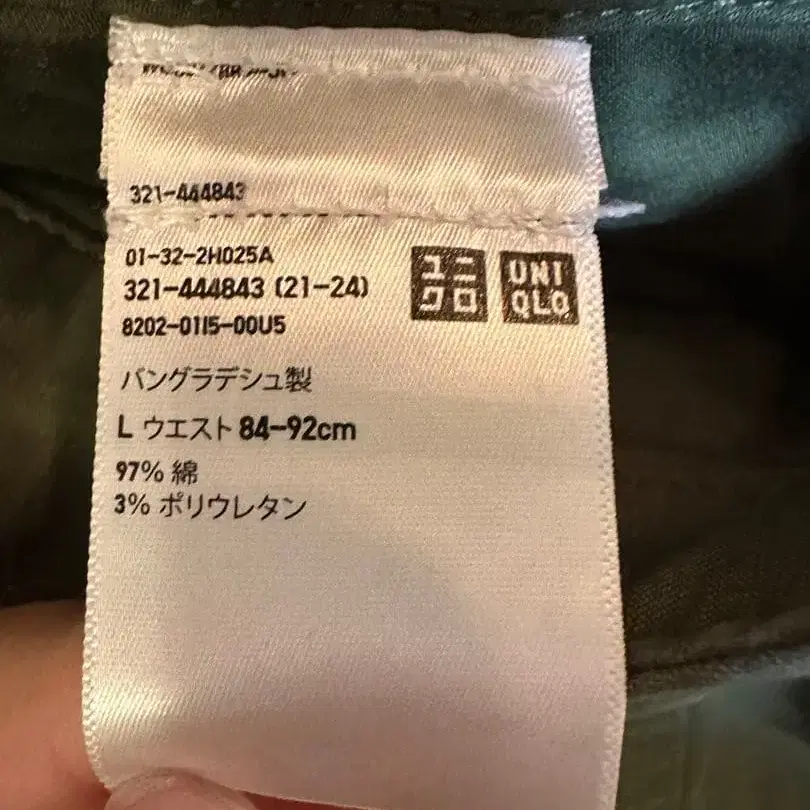 321-444843
01-32-2H025A
321-444843 (21-24)
8202-0115-00U5
ユニ
クロ
UNI
QLO
バングラデシュ製
L ウエスト 84-92cm
97% 綿
3% ポリウレタン